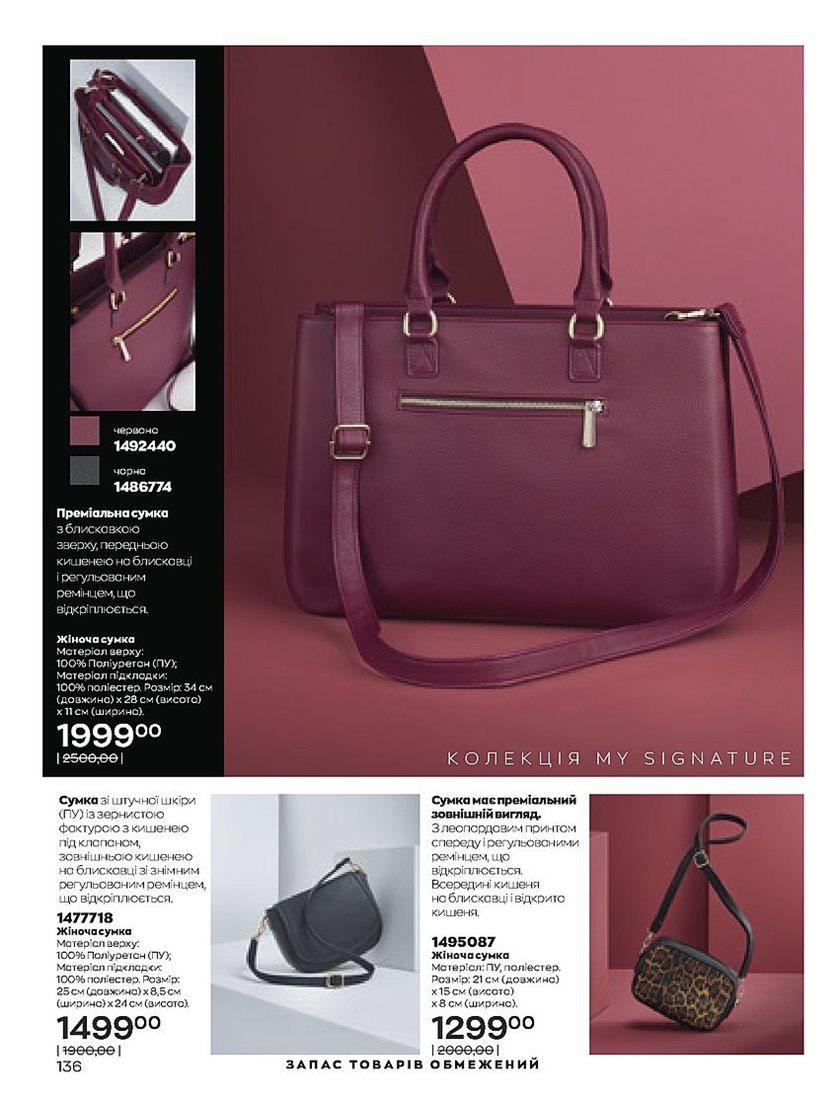 червона
1492440
чорна
1486774
Преміальна сумка
з блискавкою
зверху, передньою
кишенею на блискавці
і регульованим
ремінцем, що
відкріплюється.
Жіноча сумка
Матеріал верху:
100% Поліуретан (ПУ);
Матеріал підкладки:
100% поліестер. Розмір: 34 см
(довжина) х 28 см (висота)
х 11 см (ширина).
1999⁰⁰
| 2500,00 |
КОЛЕКЦІЯ MY SIGNATURE
Сумка зі штучної шкіри
(ПУ) із зернистою
фактурою з кишенею
під клапаном,
зовнішньою кишенею
на блискавці зі знімним
регульованим ремінцем,
що відкріплюється.
1477718
Жіноча сумка
Матеріал верху:
100% Поліуретан (ПУ);
Матеріал підкладки:
100% поліестер. Розмір:
25 см (довжина) х 8,5 см
(ширина) х 24 см (висота).
1499⁰⁰
| 1900,00 |
Сумка має преміальний
зовнішній вигляд.
З леопардовим принтом
спереду і регульованими
ремінцем, що
відкріплюється.
Всередині кишеня
на блискавці і відкрита
кишеня.
1495087
Жіноча сумка
Матеріал: ПУ, поліестер.
Розмір: 21 см (довжина)
х 15 см (висота)
х 8 см (ширина).
1299⁰⁰
| 2000,00 |
136
ЗАПАС ТОВАРІВ ОБМЕЖЕНИЙ